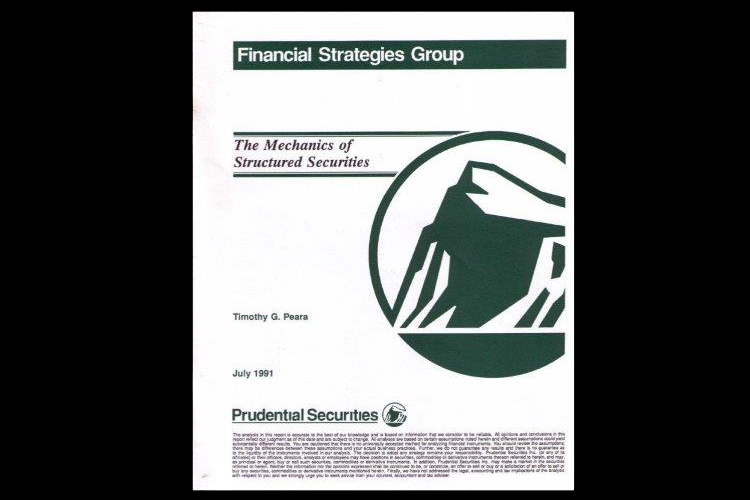 Financial Strategies Group
The Mechanics of
Structured Securities
Timothy G. Peara
July 1991
Prudential Securities
The analysis in this report is accurate to the best of our knowledge and is based on information that we consider to be reliable. All opinions and conclusions in this
report reflect our judgment as of this date and are subject to change. All analyses are based on certain assumptions noted herein and different assumptions could yield
substantially different results. You are cautioned that there is no universally accepted method for analyzing financial instruments. You should review the assumptions;
there may be differences between these assumptions and your actual business practices. Further, we do not guarantee any results and there is no guarantee as
to the liquidity of the instruments involved in our analysis. The decision to adopt any strategy remains your responsibility. Prudential Securities Inc. (or any of its
affiliates) or their officers, directors, analysts or employees may have positions in securities, commodities or derivative instruments thereon referred to herein, and may,
as principal or agent, buy or sell such securities, commodities or derivative instruments. In addition, Prudential Securities Inc. may make a market in the securities
referred to herein. Neither the information nor the opinions expressed shall be construed to be, or constitute, an offer to sell or buy or a solicitation of an offer to sell or
buy any securities, commodities or derivative instruments mentioned herein. Finally, we have not addressed the legal, accounting and tax implications of the analysis
with respect to you and we strongly urge you to seek advice from your counsel, accountant and tax adviser.